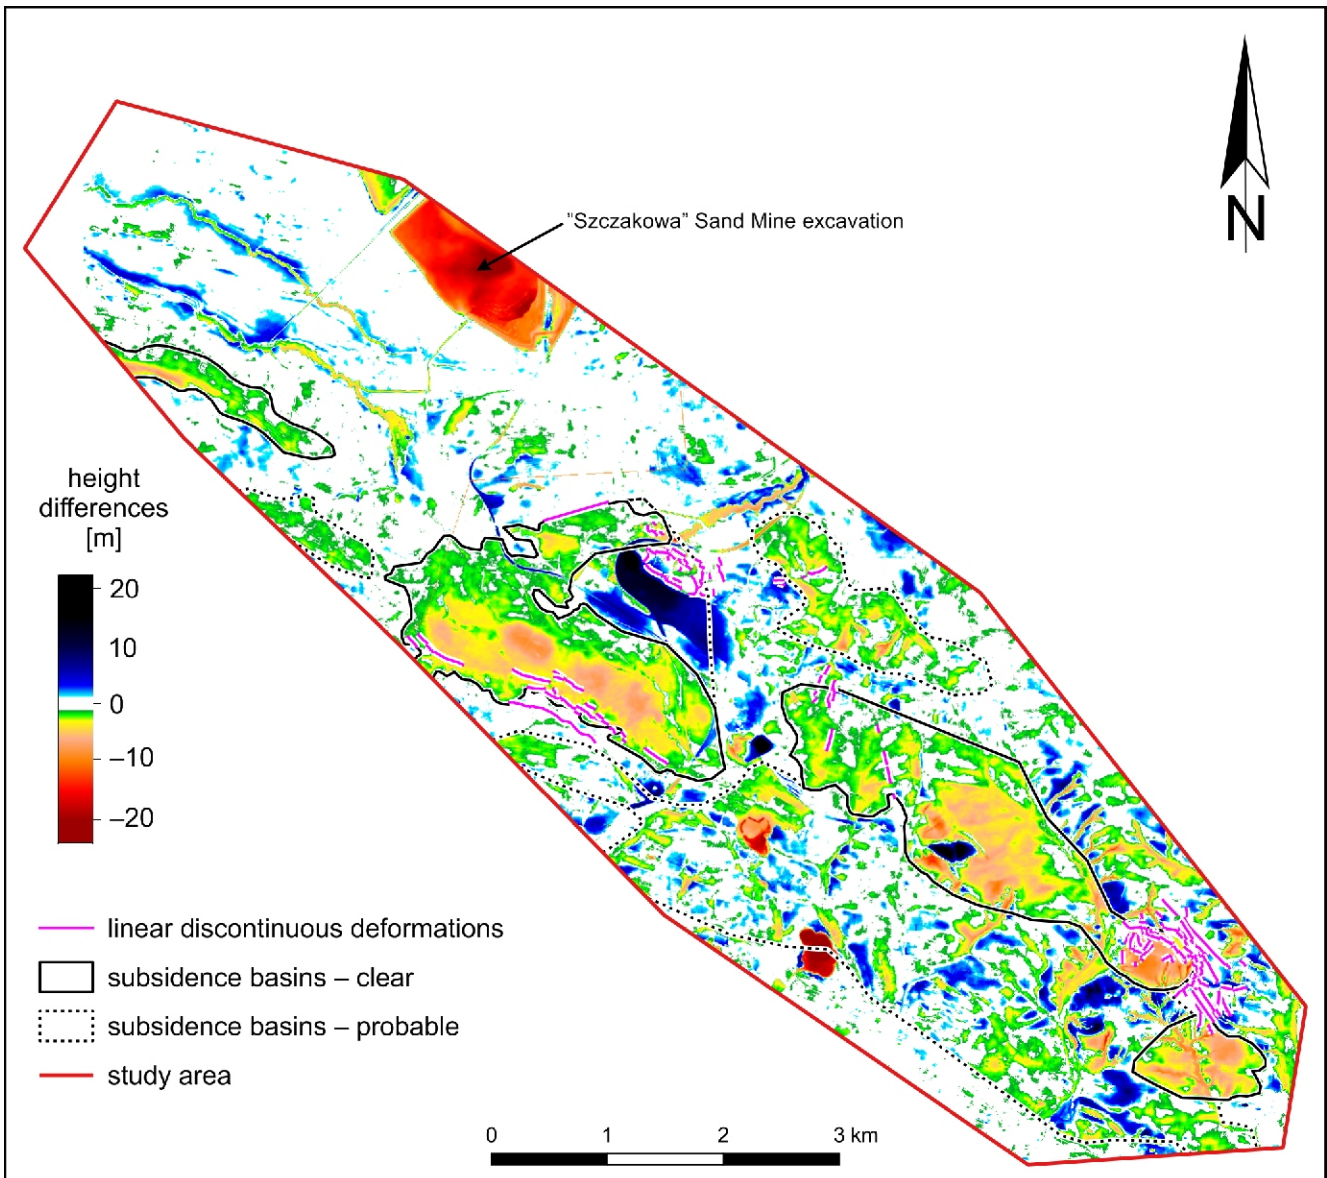 "Szczakowa" Sand Mine excavation
N
height
differences
[m]
20
10
0
–10
–20
linear discontinuous deformations
subsidence basins – clear
subsidence basins – probable
study area
0 1 2 3 km